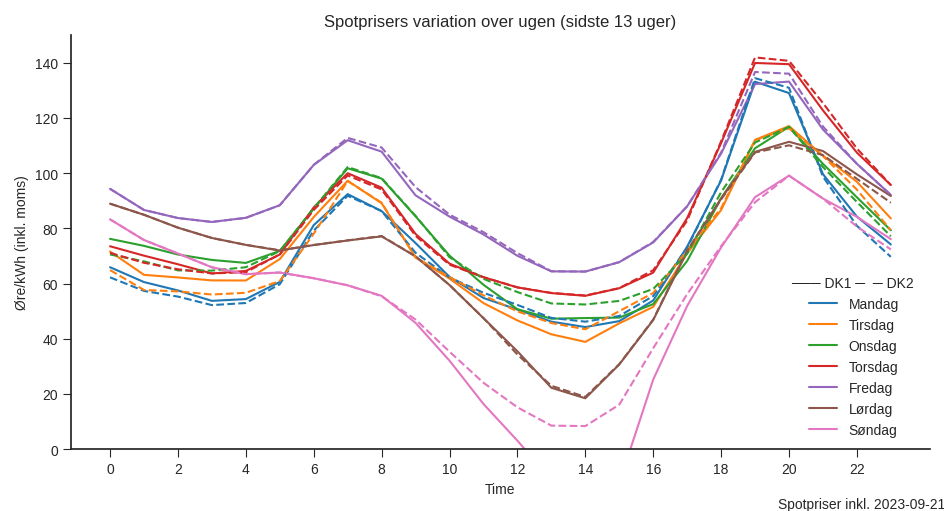 Spotprisers variation over ugen (sidste 13 uger)
Øre/kWh (inkl. moms)
140
120
100
80
60
40
20
0
0 2 4 6 8 10 12 14 16 18 20 22
Time
DK1 DK2
Mandag
Tirsdag
Onsdag
Torsdag
Fredag
Lørdag
Søndag
Spotpriser inkl. 2023-09-21